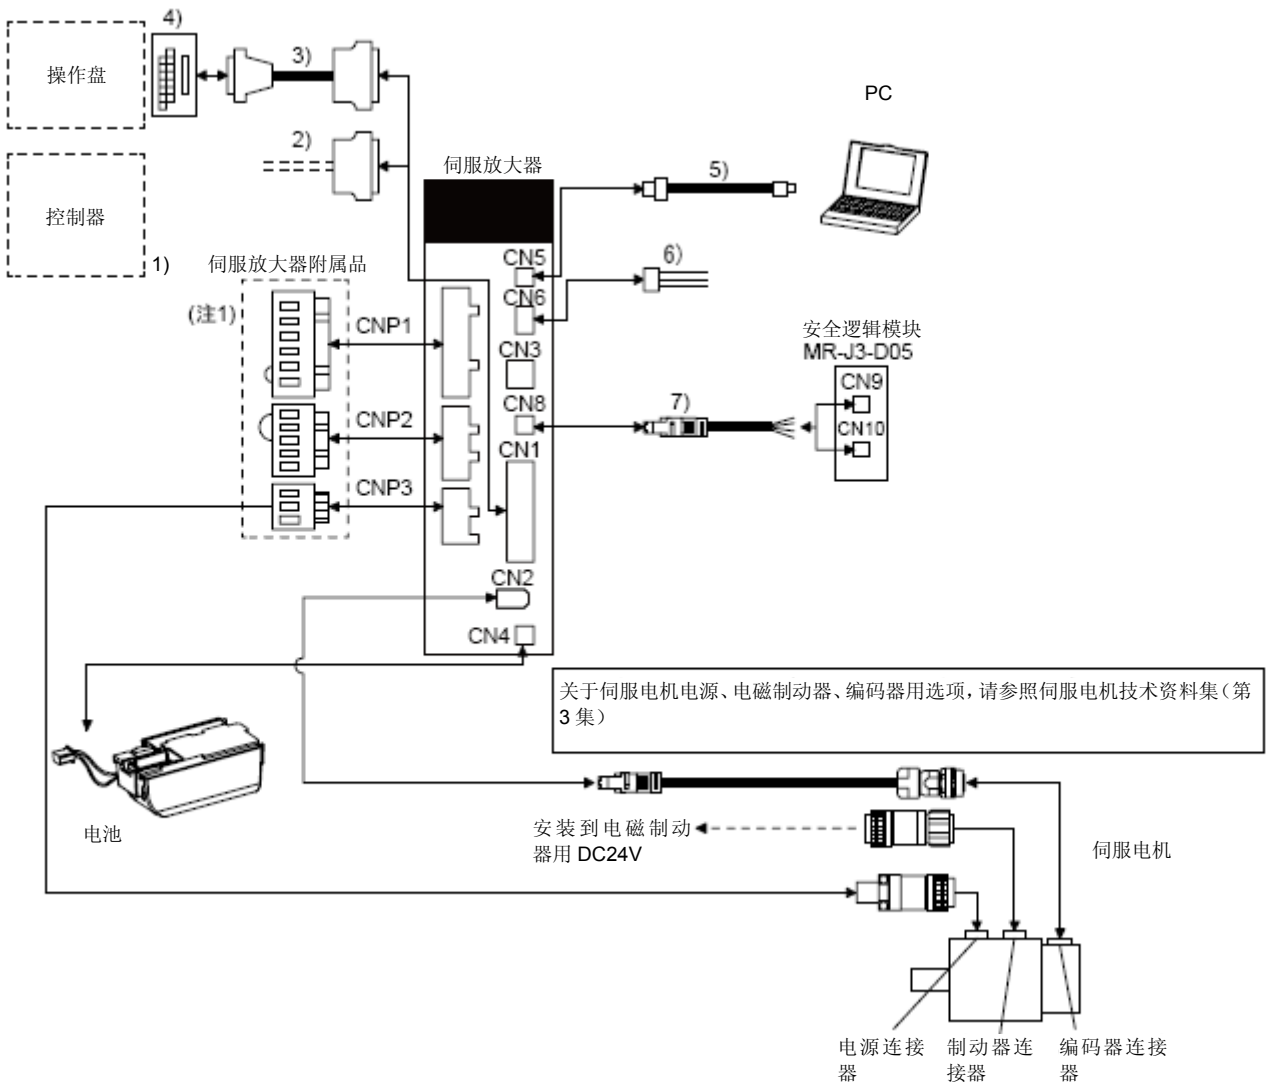 4)
3)
操作盘
PC
2)
伺服放大器
5)
控制器
1)
伺服放大器附属品
CN5
6)
(注1)
CN6
CNP1
安全逻辑模块
MR-J3-D05
CN3
CN9
CN8
7)
CNP2
CN10
CN1
CNP3
CN2
CN4
关于伺服电机电源、电磁制动器、编码器用选项，请参照伺服电机技术资料集（第
3 集）
电池
安装到电磁制动
器用 DC24V
伺服电机
电源连接
器
制动器连
接器
编码器连接
器